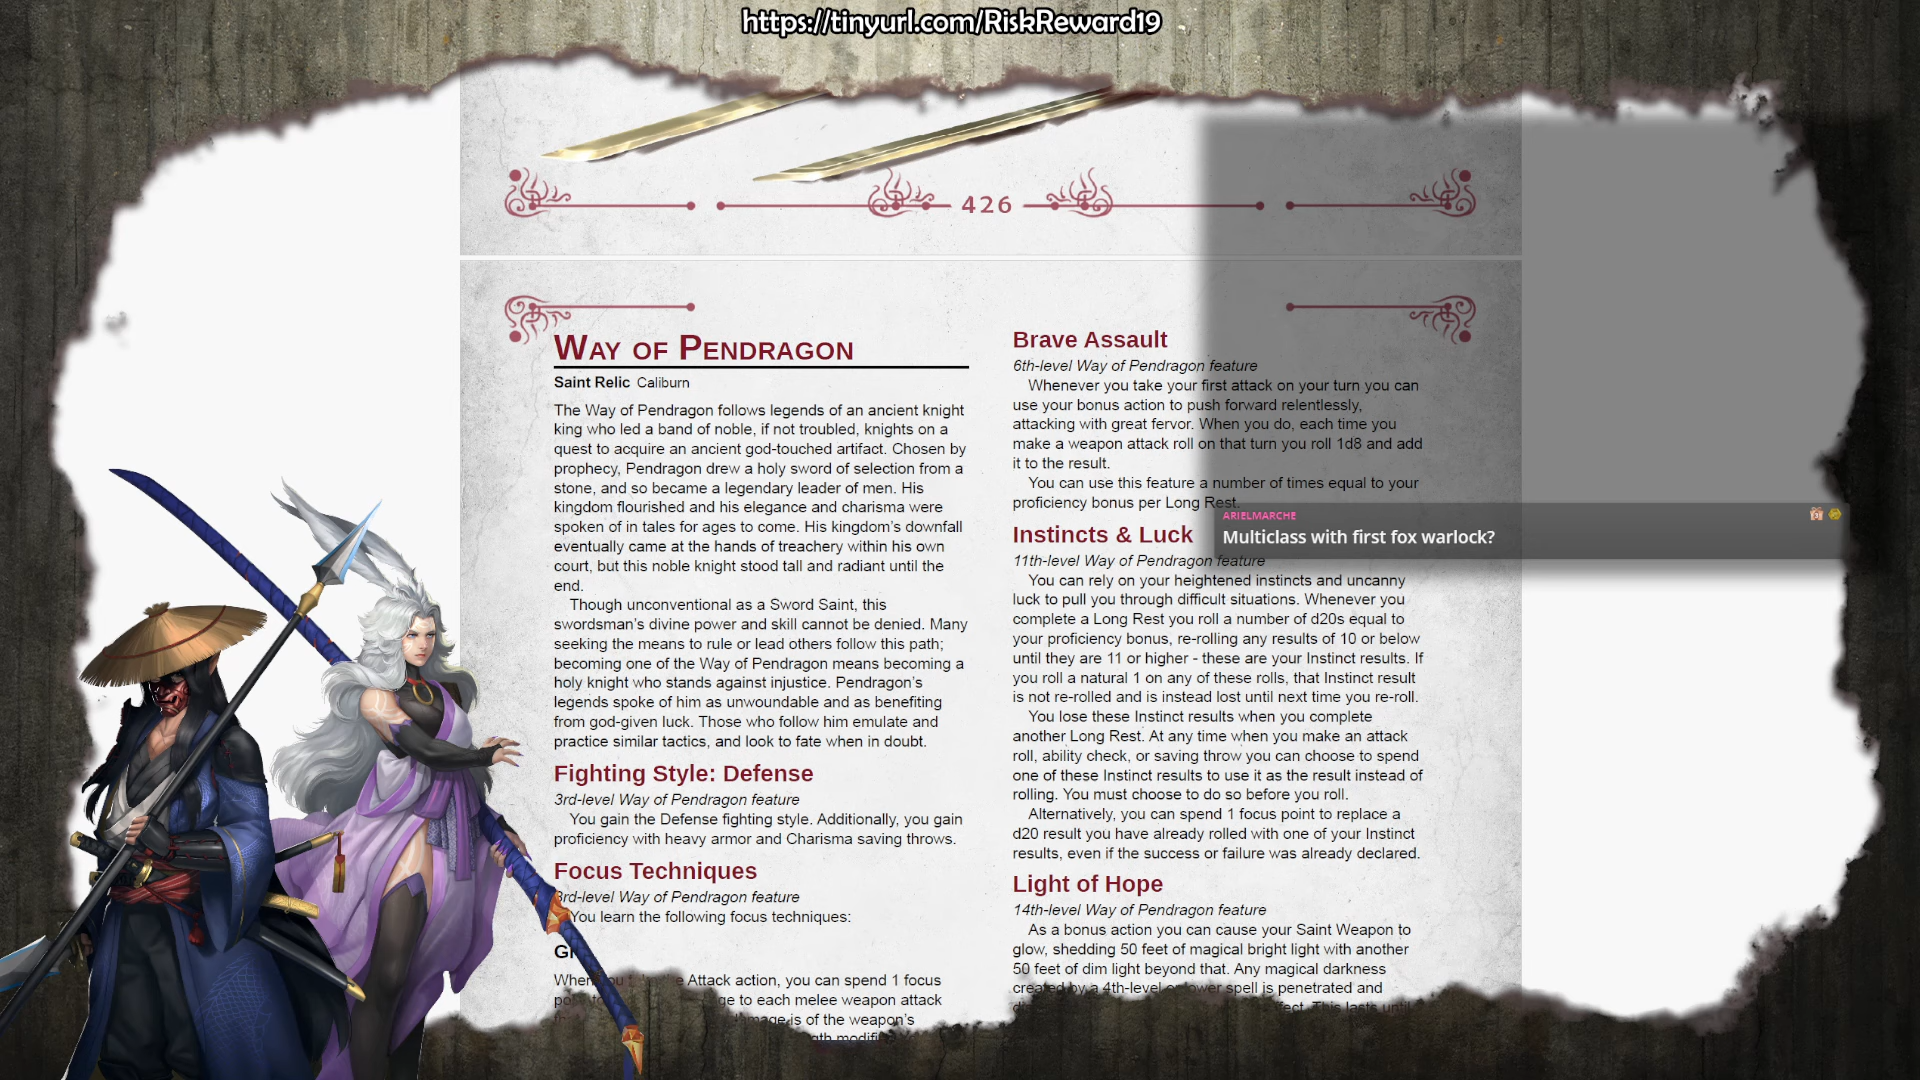 https://tinyurl.com/RiskReward19
426
WAY OF PENDRAGON
Saint Relic Caliburn
The Way of Pendragon follows legends of an ancient knight
king who led a band of noble, if not troubled, knights on a
quest to acquire an ancient god-touched artifact. Chosen by
prophecy, Pendragon drew a holy sword of selection from a
stone, and so became a legendary leader of men. His
kingdom flourished and his elegance and charisma were
spoken of in tales for ages to come. His kingdom's downfall
eventually came at the hands of treachery within his own
court, but this noble knight stood tall and radiant until the
end.
Though unconventional as a Sword Saint, this
swordsman's divine power and skill cannot be denied. Many
seeking the means to rule or lead others follow this path;
becoming one of the Way of Pendragon means becoming a
holy knight who stands against injustice. Pendragon's
legends spoke of him as unwoundable and as benefiting
from god-given luck. Those who follow him emulate and
practice similar tactics, and look to fate when in doubt.
Fighting Style: Defense
3rd-level Way of Pendragon feature
You gain the Defense fighting style. Additionally, you gain
proficiency with heavy armor and Charisma saving throws.
Focus Techniques
3rd-level Way of Pendragon feature
You learn the following focus techniques:
When you Attack action, you can spend 1 focus
to each melee weapon attack
is of the weapon's
Brave Assault
6th-level Way of Pendragon feature
Whenever you take your first attack on your turn you can
use your bonus action to push forward relentlessly,
attacking with great fervor. When you do, each time you
make a weapon attack roll on that turn you roll 1d8 and add
it to the result.
You can use this feature a number of times equal to your
proficiency bonus per Long Rest.
Instincts & Luck
11th-level Way of Pendragon feature
You can rely on your heightened instincts and uncanny
luck to pull you through difficult situations. Whenever you
complete a Long Rest you roll a number of d20s equal to
your proficiency bonus, re-rolling any results of 10 or below
until they are 11 or higher - these are your Instinct results. If
you roll a natural 1 on any of these rolls, that Instinct result
is not re-rolled and is instead lost until next time you re-roll.
You lose these Instinct results when you complete
another Long Rest. At any time when you make an attack
roll, ability check, or saving throw you can choose to spend
one of these Instinct results to use it as the result instead of
rolling. You must choose to do so before you roll.
Alternatively, you can spend 1 focus point to replace a
d20 result you have already rolled with one of your Instinct
results, even if the success or failure was already declared.
Light of Hope
14th-level Way of Pendragon feature
As a bonus action you can cause your Saint Weapon to
glow, shedding 50 feet of magical bright light with another
50 feet of dim light beyond that. Any magical darkness
created by a 4th-level or lower spell is penetrated and
This lasts until
ARIELMARCHE
Multiclass with first fox warlock?